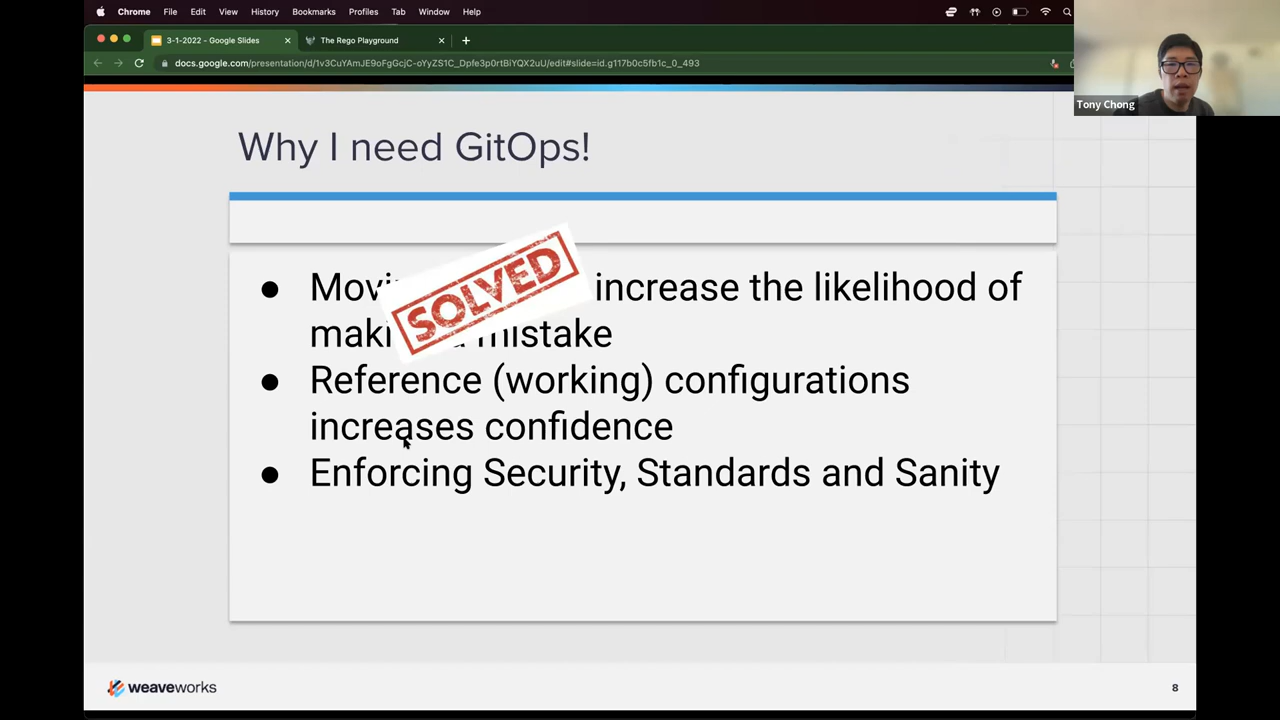 Chrome File Edit View History Bookmarks Profiles Tab Window Help
3-1-2022 - Google Slides The Rego Playground
docs.google.com/presentation/d/1v3CuYAmJE9oFgGcjC-oYyZS1C_Dpfe3p0rtBiYQX2uU/edit#slide=id.g117b0c5fb1c_0_493
Tony Chong
Why I need GitOps!
SOLVED
increase the likelihood of
mistake
● Reference (working) configurations
increases confidence
● Enforcing Security, Standards and Sanity
weaveworks
8